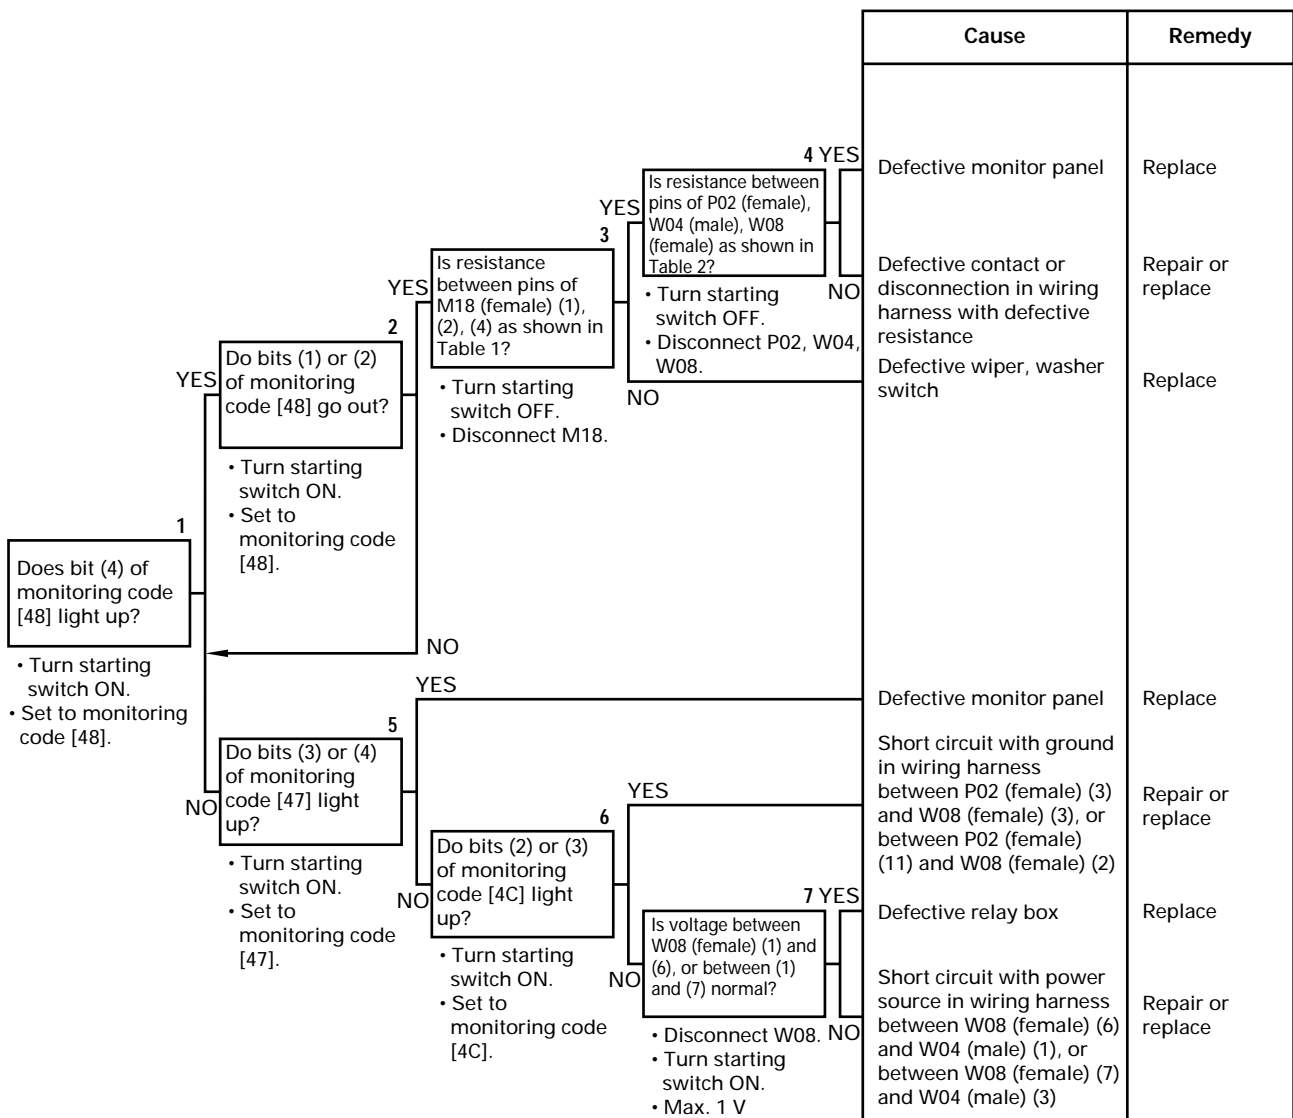 Cause
Remedy
4 YES
Is resistance between
pins of P02 (female),
W04 (male), W08
(female) as shown in
Table 2?
Defective monitor panel
Replace
YES
3
Is resistance
between pins of
M18 (female) (1),
(2), (4) as shown in
Table 1?
NO
• Turn starting
switch OFF.
• Disconnect P02, W04,
W08.
Defective contact or
disconnection in wiring
harness with defective
resistance
Repair or
replace
YES
2
Do bits (1) or (2)
of monitoring
code [48] go out?
• Turn starting
switch OFF.
• Disconnect M18.
NO
Defective wiper, washer
switch
Replace
YES
• Turn starting
switch ON.
• Set to
monitoring code
[48].
1
Does bit (4) of
monitoring code
[48] light up?
• Turn starting
switch ON.
• Set to monitoring
code [48].
NO
YES
Defective monitor panel
Replace
5
Do bits (3) or (4)
of monitoring
code [47] light
up?
NO
• Turn starting
switch ON.
• Set to
monitoring code
[47].
YES
Short circuit with ground
in wiring harness
between P02 (female) (3)
and W08 (female) (3), or
between P02 (female)
(11) and W08 (female) (2)
Repair or
replace
6
Do bits (2) or (3)
of monitoring
code [4C] light
up?
NO
• Turn starting
switch ON.
• Set to
monitoring code
[4C].
7 YES
Is voltage between
W08 (female) (1) and
(6), or between (1)
and (7) normal?
NO
Defective relay box
Replace
• Disconnect W08.
• Turn starting
switch ON.
• Max. 1 V
NO
Short circuit with power
source in wiring harness
between W08 (female) (6)
and W04 (male) (1), or
between W08 (female) (7)
and W04 (male) (3)
Repair or
replace